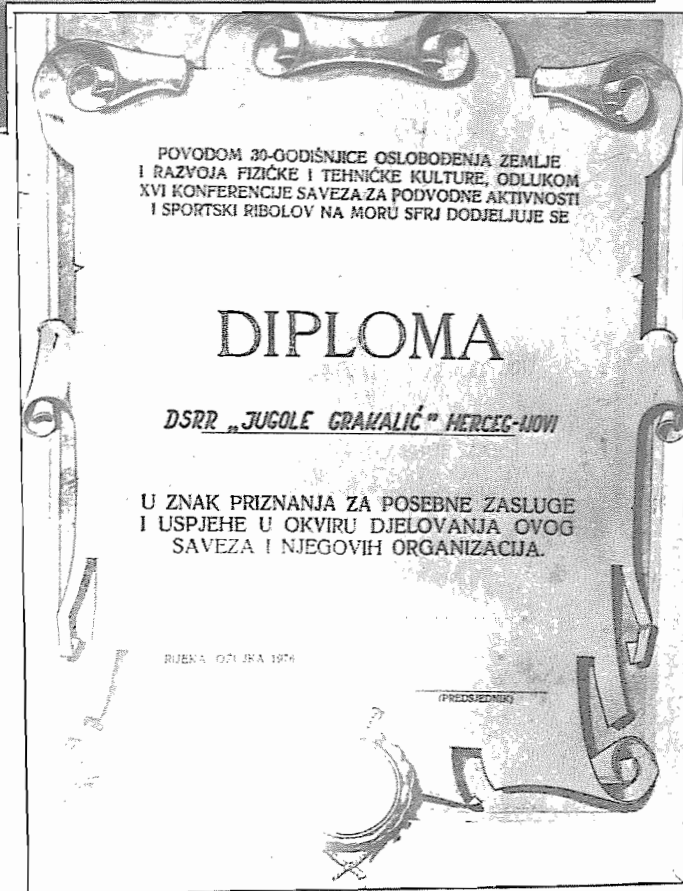 POVODOM 30-GODIŠNJICE OSLOBOĐENJA ZEMLJE
I RAZVOJA FIZIČKE I TEHNIČKE KULTURE, ODLUKOM
XVI KONFERENCIJE SAVEZA ZA PODVODNE AKTIVNOSTI
I SPORTSKI RIBOLOV NA MORU SFRJ DODJELJUJE SE
DIPLOMA
DSRR „JUGOLE GRAKALIĆ" HERCEG-NOVI
U ZNAK PRIZNANJA ZA POSEBNE ZASLUGE
I USPJEHE U OKVIRU DJELOVANJA OVOG
SAVEZA I NJEGOVIH ORGANIZACIJA.
RIJEKA OŽUJKA 1976
(PREDSJEDNIK)